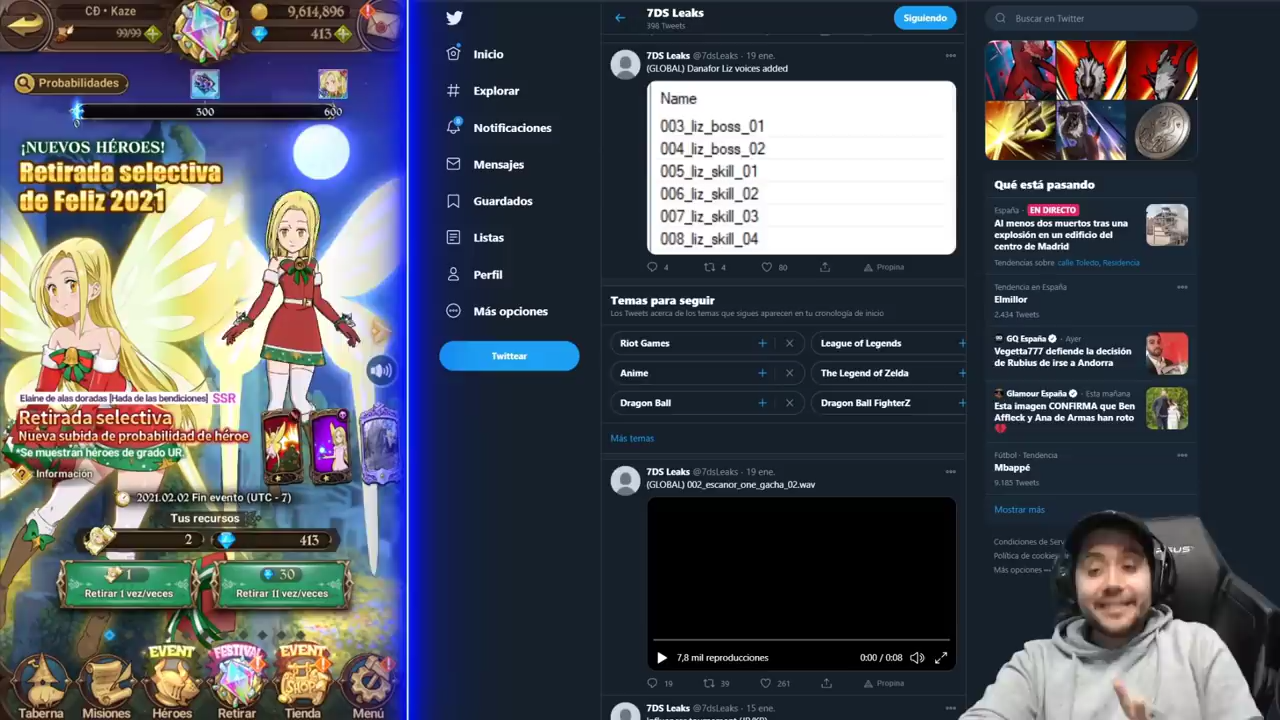 CĐ • Kaze
99/99
9,614,896
413
Probabilidades
0
300
600
¡NUEVOS HÉROES!
Retirada selectiva
de Feliz 2021
Elaine de alas doradas [Hada de las bendiciones] SSR
Retirada selectiva
Nueva subida de probabilidad de héroe
*Se muestran héroes de grado UR.
Información
2021.02.02 Fin evento (UTC - 7)
Tus recursos
2
413
1
Retirar 1 vez/veces
30
Retirar 11 vez/veces
EVENT
FESTIVAL
EVENT
SHOP
Taberna
Misiones
Héroes
Retirar
Tienda
Menú
Inicio
Explorar
Notificaciones
Mensajes
Guardados
Listas
Perfil
Más opciones
Twittear
7DS Leaks
398 Tweets
Siguiendo
7DS Leaks @7dsLeaks · 19 ene.
(GLOBAL) Danafor Liz voices added
Name
003_liz_boss_01
004_liz_boss_02
005_liz_skill_01
006_liz_skill_02
007_liz_skill_03
008_liz_skill_04
4
4
80
Propina
Temas para seguir
Los Tweets acerca de los temas que sigues aparecen en tu cronología de inicio
Riot Games
League of Legends
Anime
The Legend of Zelda
Dragon Ball
Dragon Ball FighterZ
Más temas
7DS Leaks @7dsLeaks · 19 ene.
(GLOBAL) 002_escanor_one_gacha_02.wav
7,8 mil reproducciones
0:00 / 0:08
19
39
261
Propina
7DS Leaks @7dsLeaks · 15 ene.
Buscar en Twitter
Qué está pasando
España · EN DIRECTO
Al menos dos muertos tras una
explosión en un edificio del
centro de Madrid
Tendencias sobre calle Toledo, Residencia
Tendencia en España
Elmillor
2.434 Tweets
GQ España · Ayer
Vegetta777 defiende la decisión
de Rubius de irse a Andorra
Glamour España · Esta mañana
Esta imagen CONFIRMA que Ben
Affleck y Ana de Armas han roto
Fútbol · Tendencia
Mbappé
9.185 Tweets
Mostrar más
Condiciones de Serv
Política de cookies
Más opciones